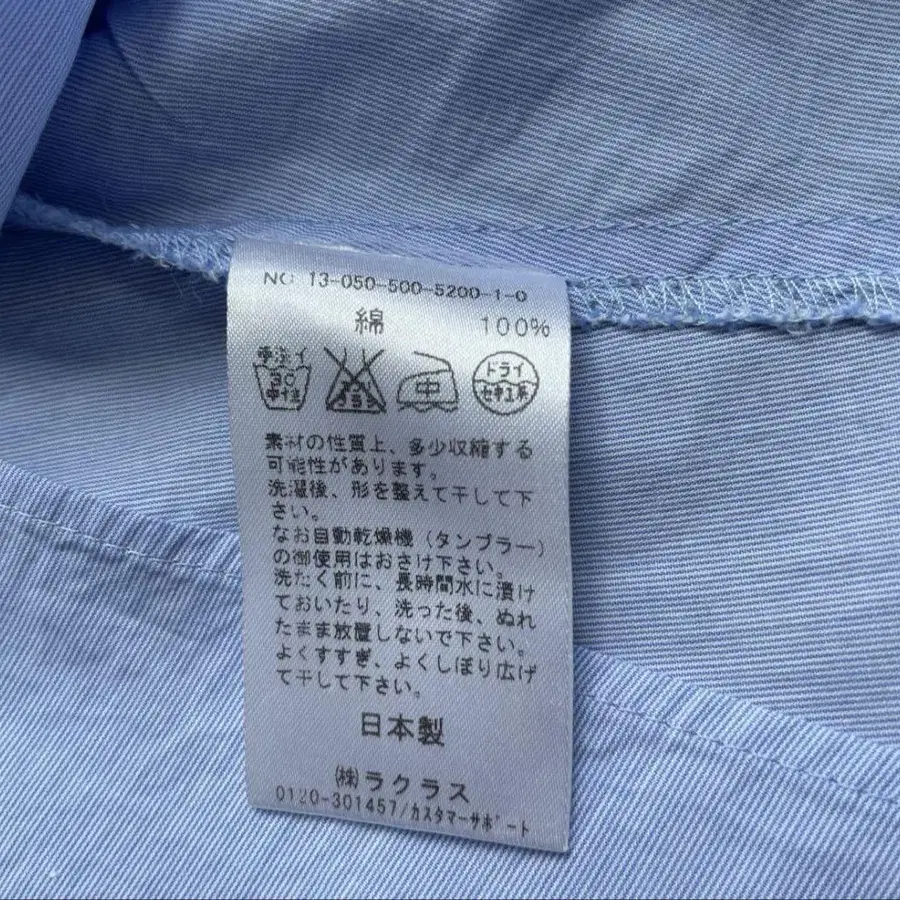 NO 13-050-500-5200-1-0
綿 100%
手洗イ
30
中性
エンソサラシ
中
ドライ
セキユ系
素材の性質上、多少収縮する
可能性があります。
洗濯後、形を整えて干して下
さい。
なお自動乾燥機（タンブラー）
の御使用はおさけ下さい。
洗たく前に、長時間水に漬け
ておいたり、洗った後、ぬれ
たまま放置しないで下さい。
よくすすぎ、よくしぼり広げ
て干して下さい。
日本製
㈱ラクラス
0120-301457/カスタマーサポート